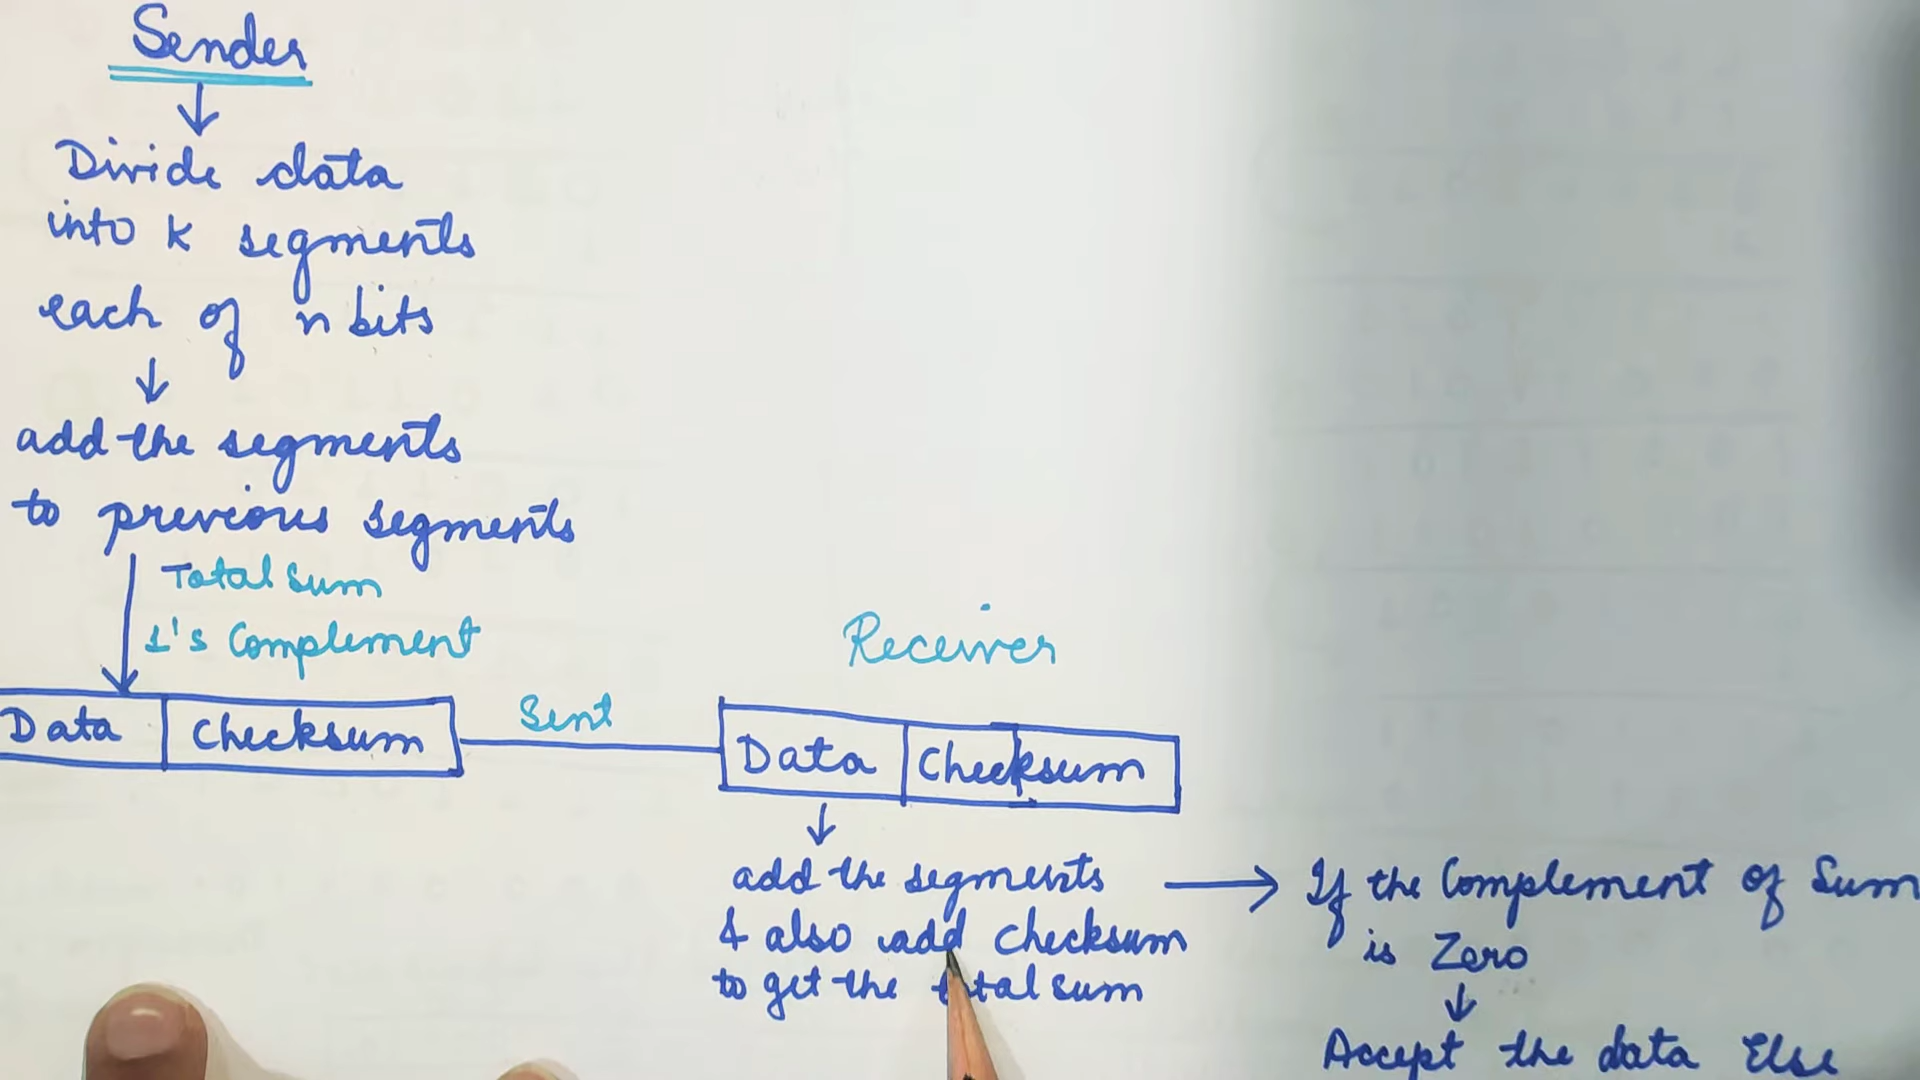 Sender
Divide data
into K segments
each of n bits
add the segments
to previous segments
Total Sum
1's Complement
Data Checksum
Sent
Receiver
Data Checksum
add the segments
& also add checksum
to get the total sum
If the Complement of Sum
is Zero
Accept the data Else